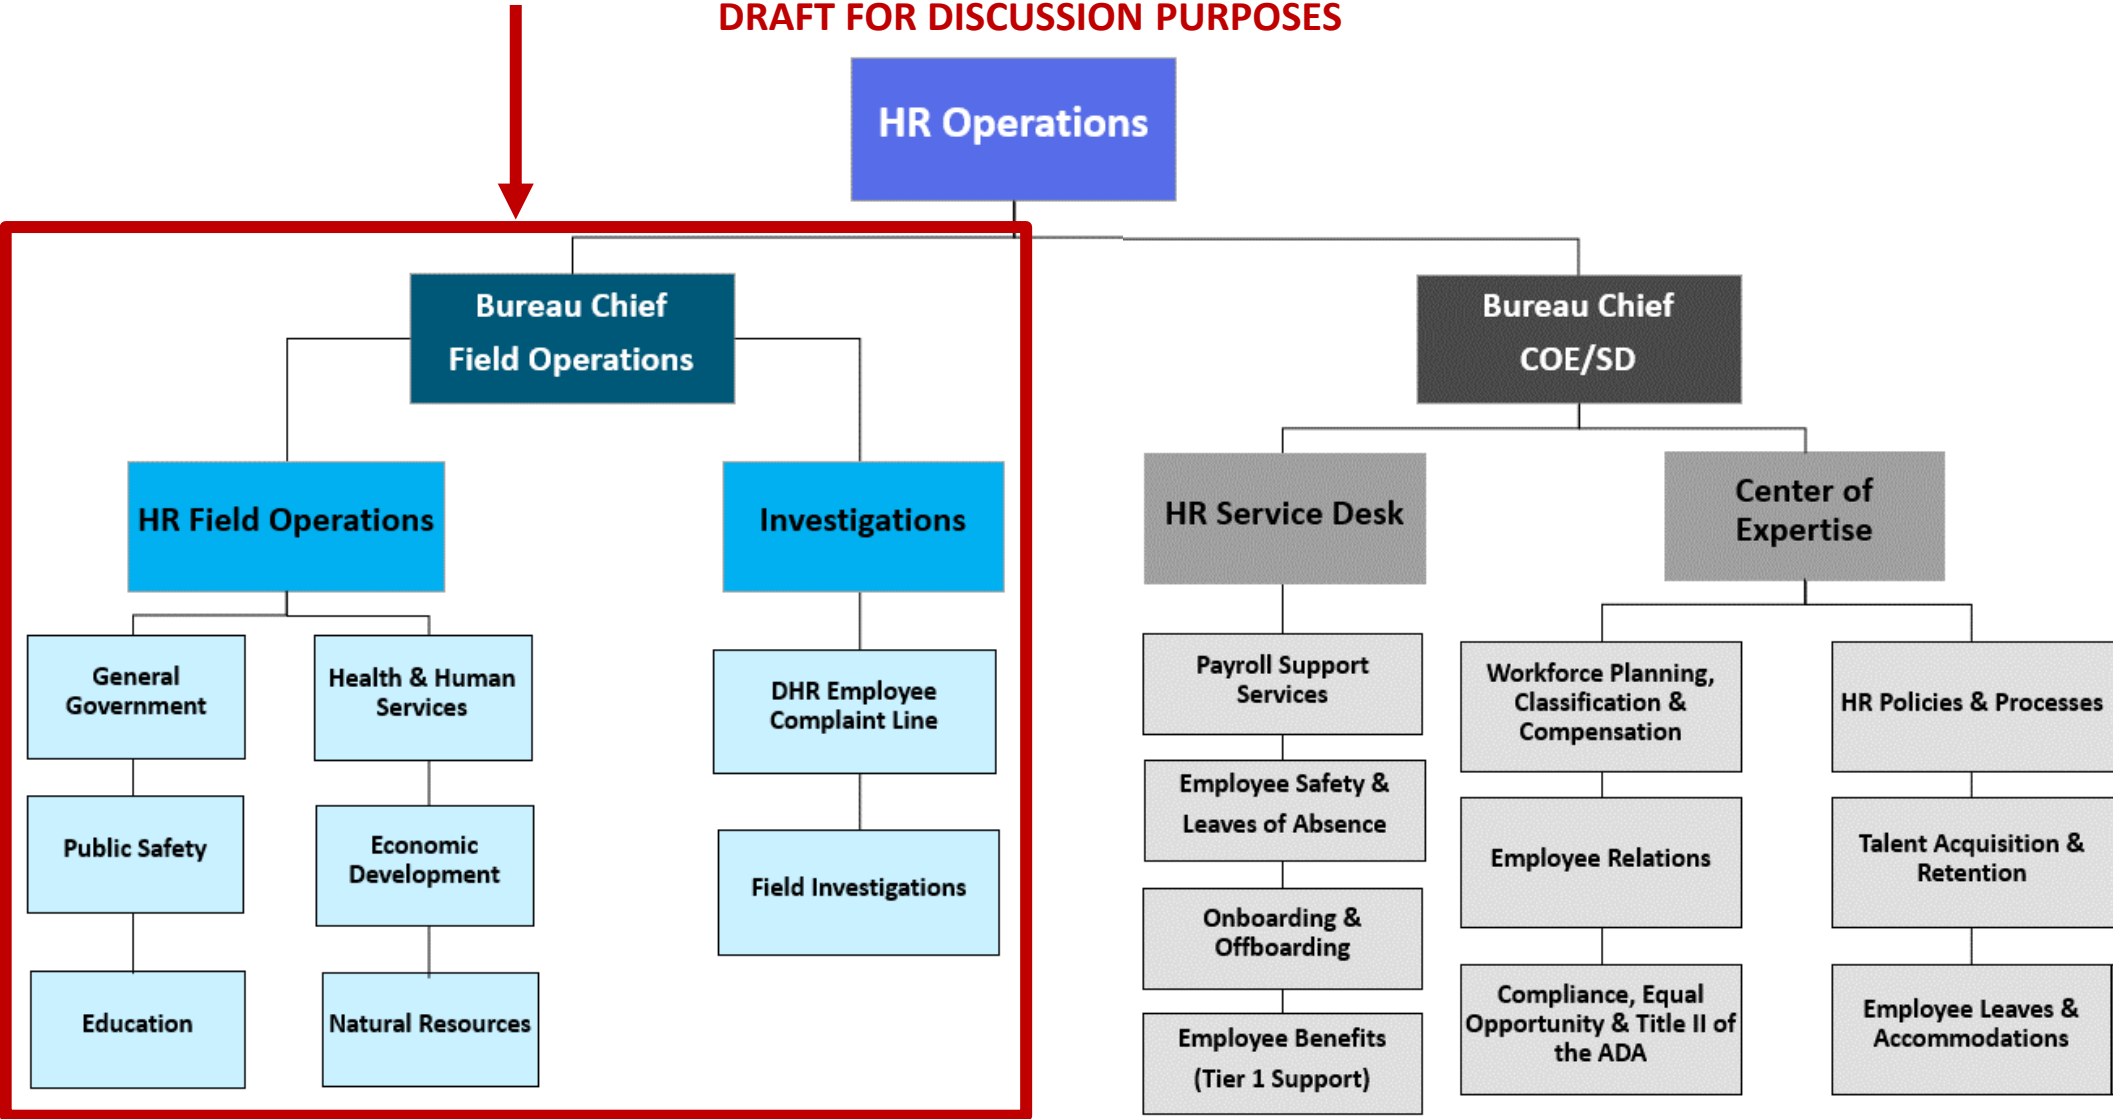 DRAFT FOR DISCUSSION PURPOSES
HR Operations
Bureau Chief
Field Operations
Bureau Chief
COE/SD
HR Field Operations
Investigations
HR Service Desk
Center of
Expertise
General
Government
Public Safety
Education
Health & Human
Services
Economic
Development
Natural Resources
DHR Employee
Complaint Line
Field Investigations
Payroll Support
Services
Employee Safety &
Leaves of Absence
Onboarding &
Offboarding
Employee Benefits
(Tier 1 Support)
Workforce Planning,
Classification &
Compensation
Employee Relations
Compliance, Equal
Opportunity & Title II of
the ADA
HR Policies & Processes
Talent Acquisition &
Retention
Employee Leaves &
Accommodations